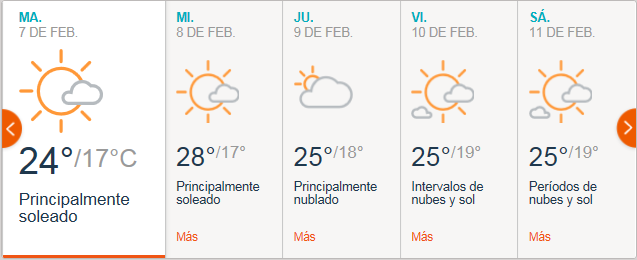 MA.
7 DE FEB.
24°/17°C
Principalmente
soleado
MI.
8 DE FEB.
28°/17°
Principalmente
soleado
Más
JU.
9 DE FEB.
25°/18°
Principalmente
nublado
Más
VI.
10 DE FEB.
25°/19°
Intervalos de
nubes y sol
Más
SÁ.
11 DE FEB.
25°/19°
Períodos de
nubes y sol
Más